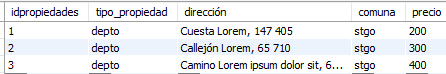 idpropiedades tipo_propiedad dirección comuna precio
1 depto Cuesta Lorem, 147 405 stgo 200
2 depto Callejón Lorem, 65 710 stgo 300
3 depto Camino Lorem ipsum dolor sit, 6... stgo 400